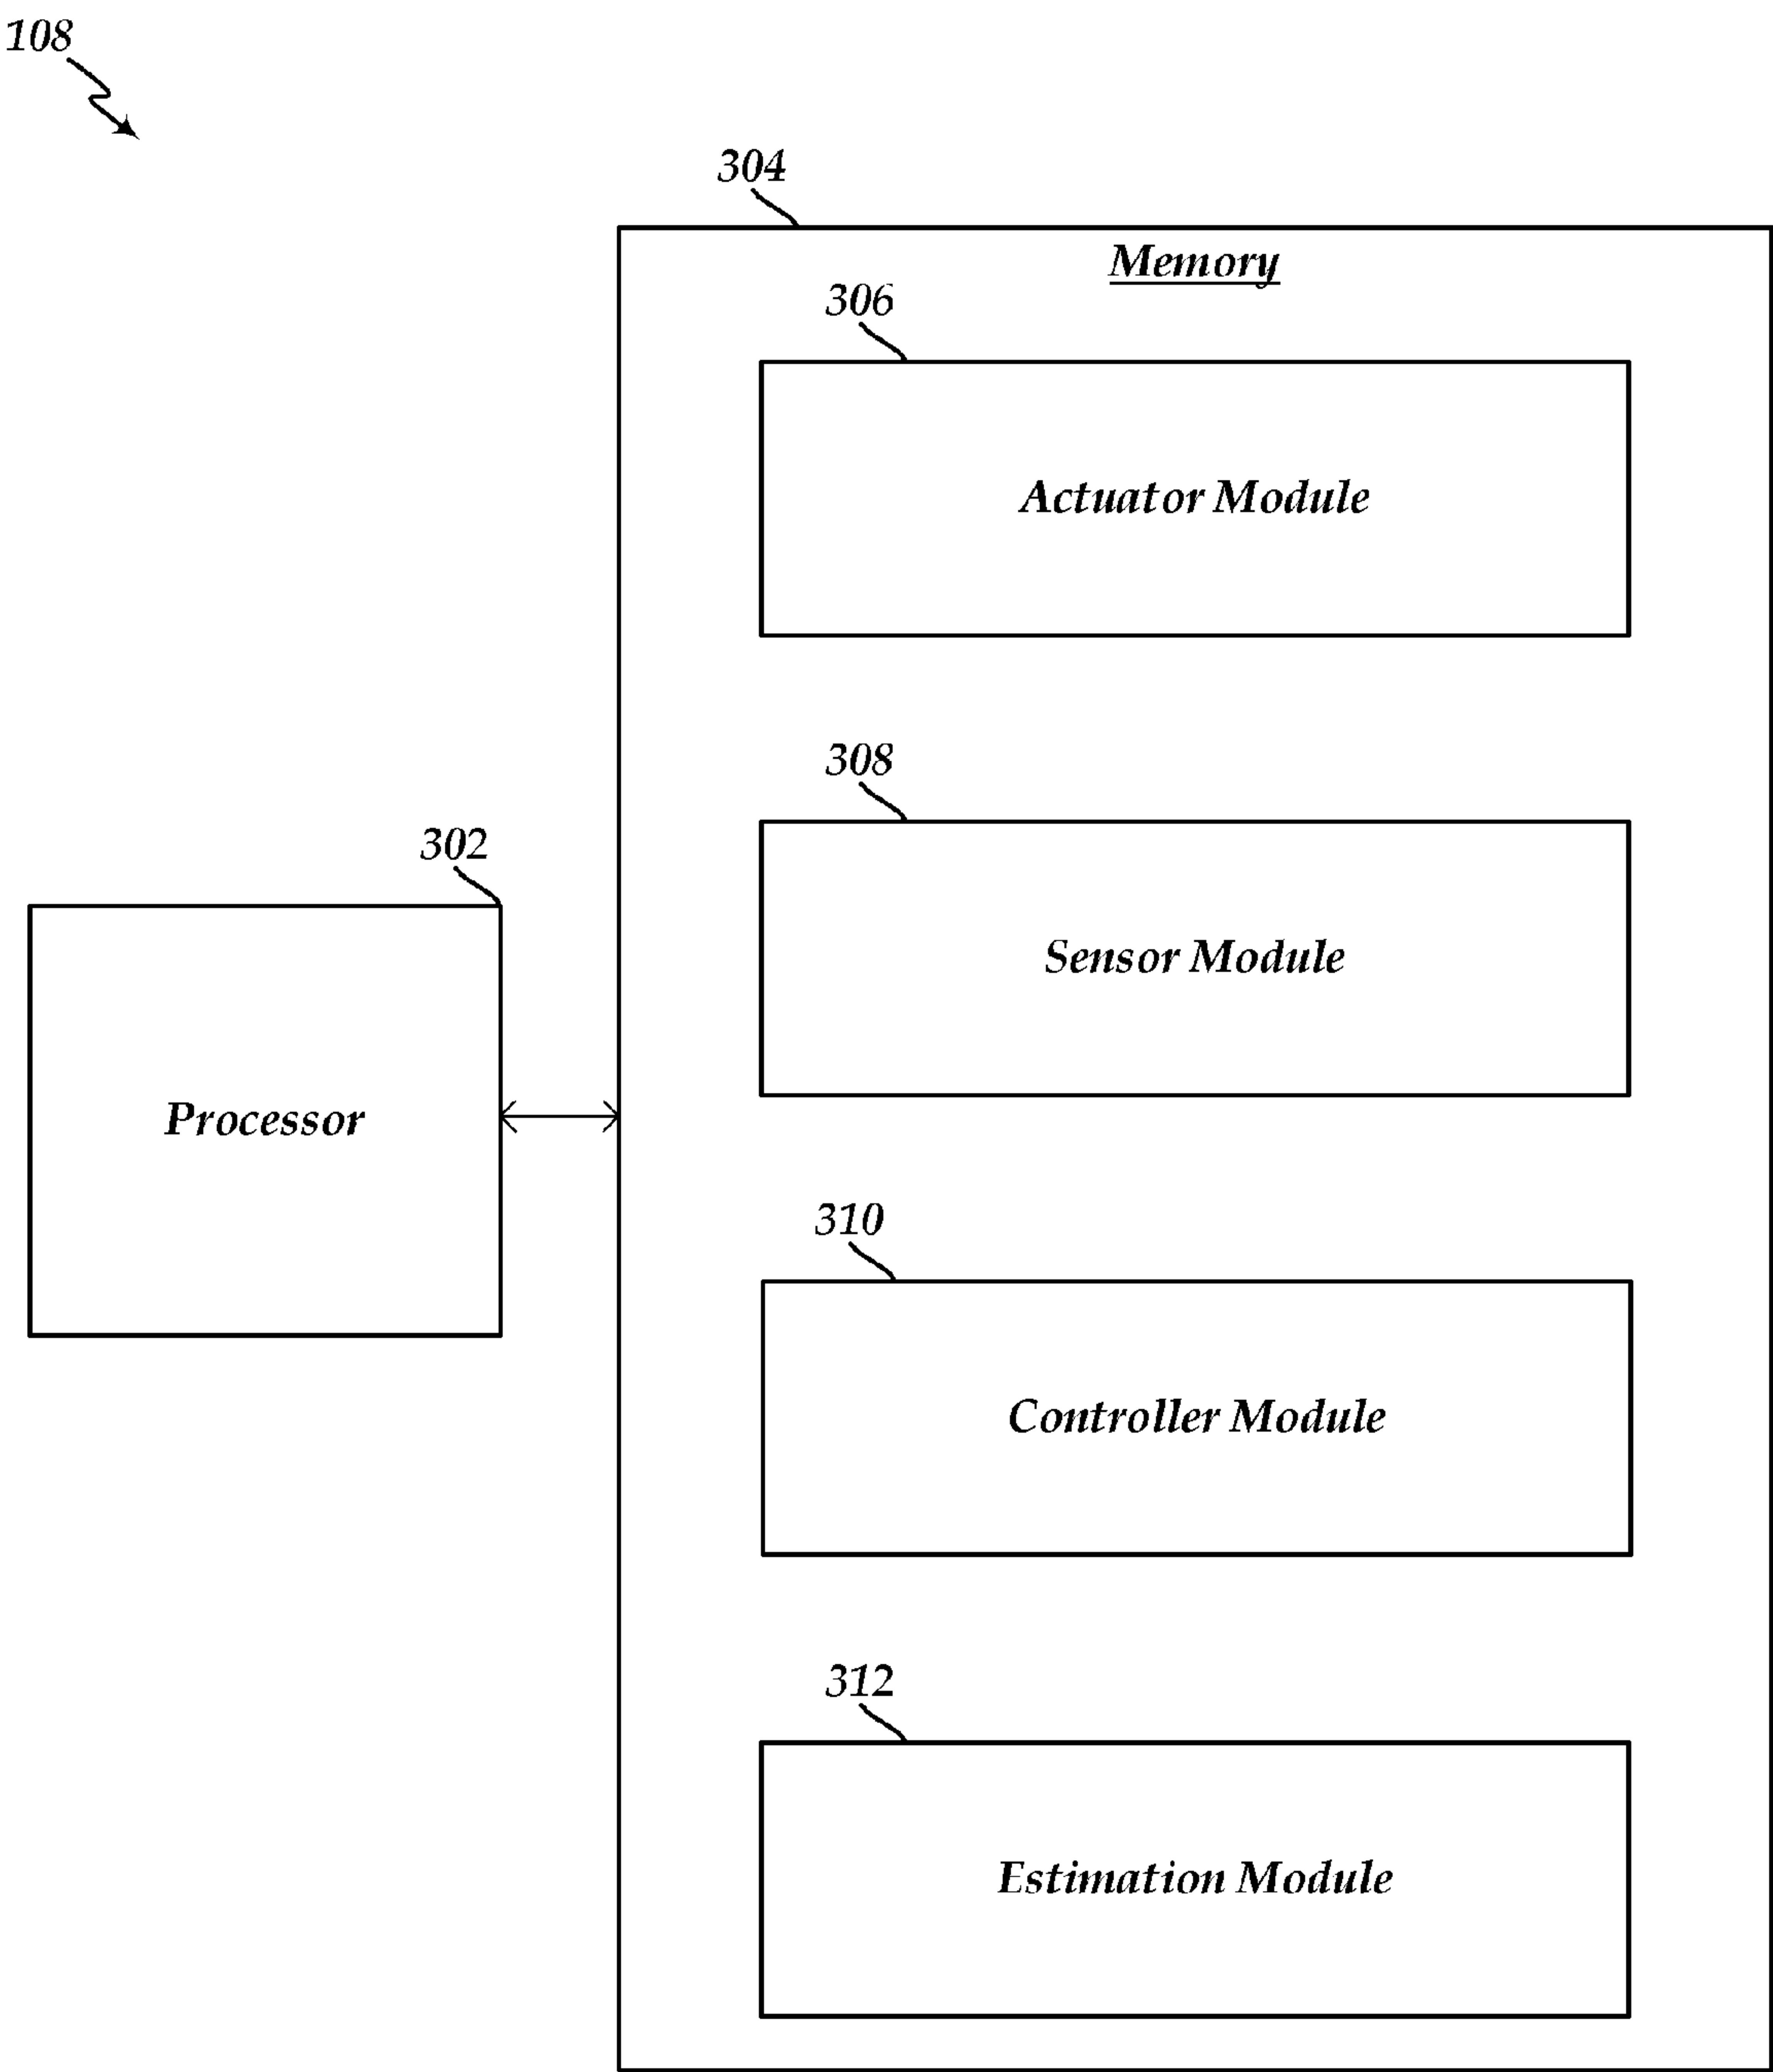 108
304
Memory
306
Actuator Module
308
Sensor Module
302
Processor
310
Controller Module
312
Estimation Module